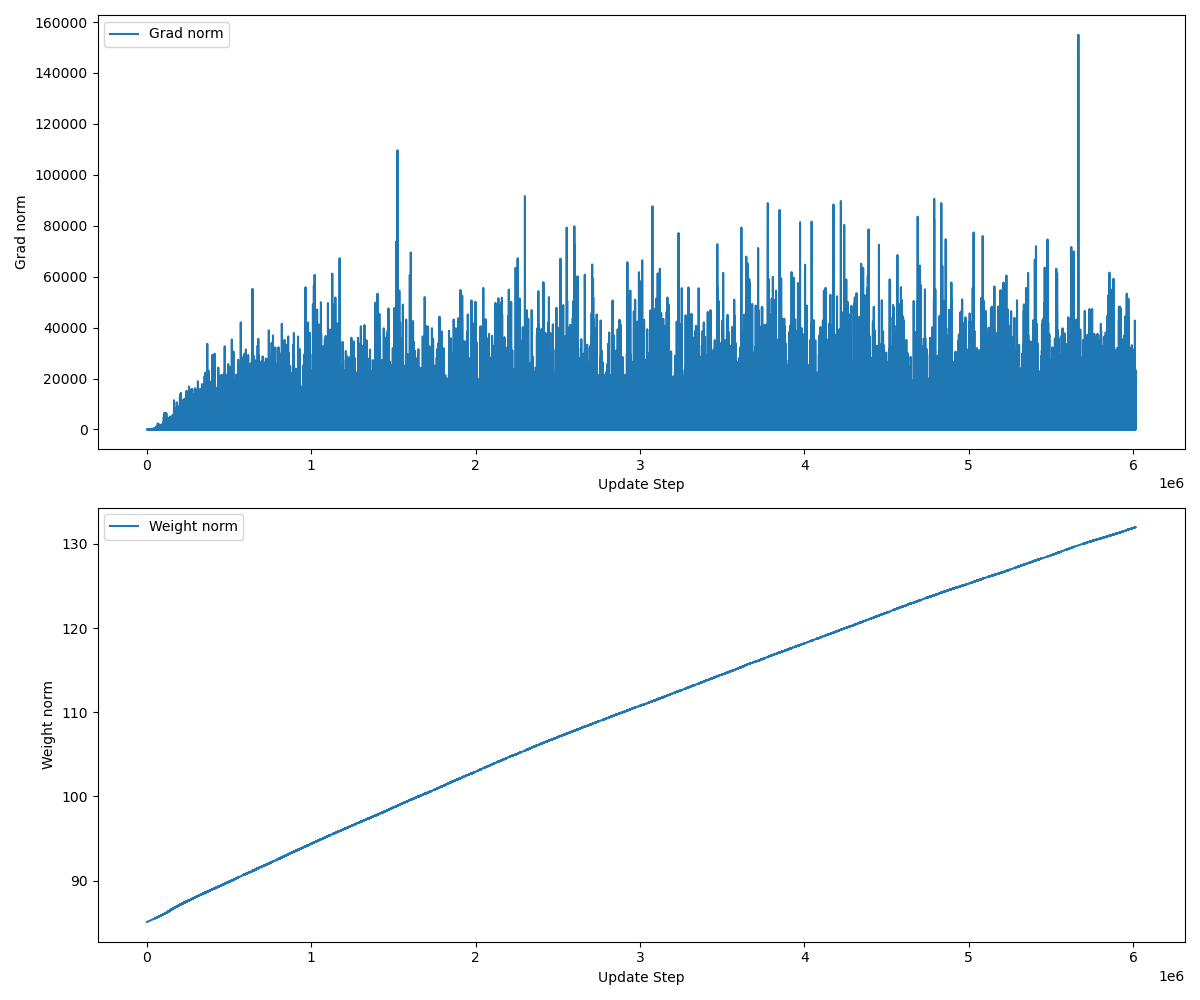 Grad norm
160000
140000
120000
100000
80000
60000
40000
20000
0
Grad norm
0 1 2 3 4 5 6
1e6
Update Step
Weight norm
130
120
110
100
90
Weight norm
0 1 2 3 4 5 6
1e6
Update Step